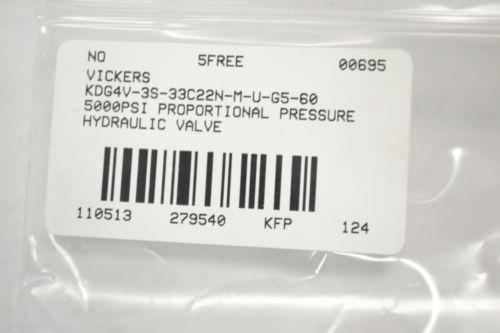 NO 5FREE 00695
VICKERS
KDG4V-3S-33C22N-M-U-G5-60
5000PSI PROPORTIONAL PRESSURE
HYDRAULIC VALVE
110513 279540 KFP 124